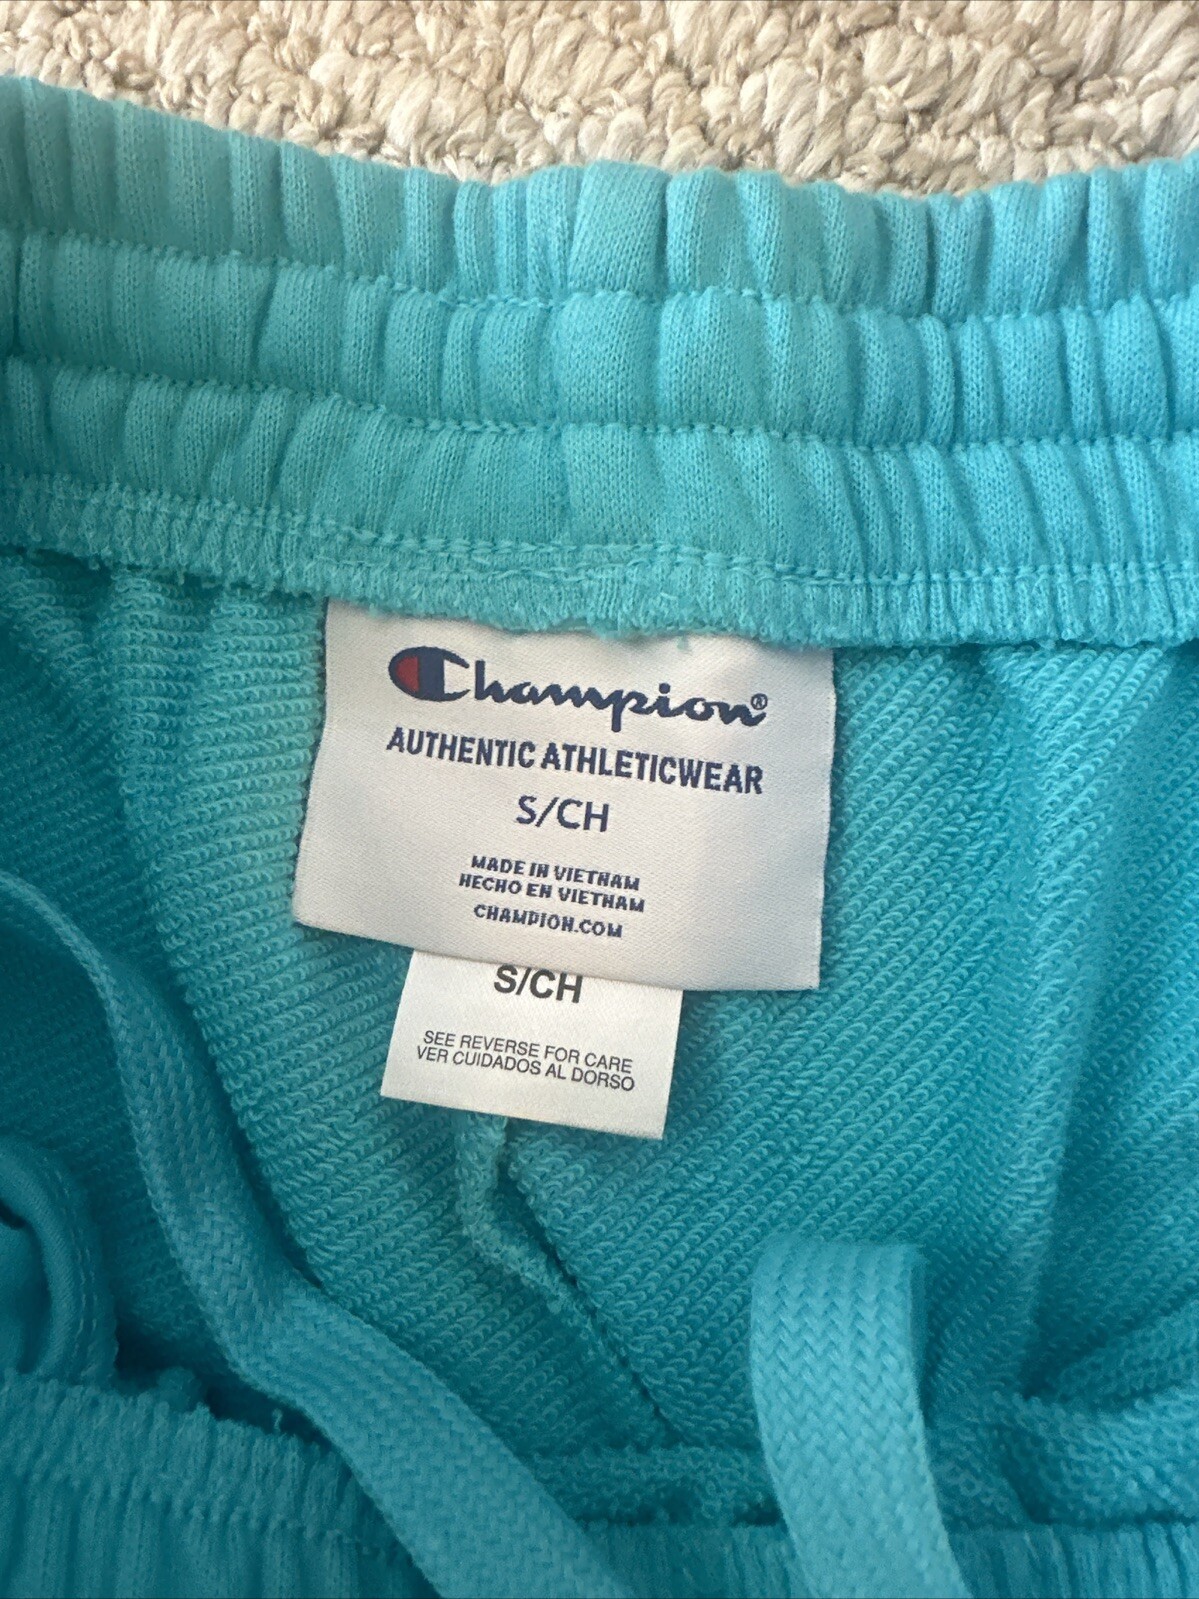 Champion®
AUTHENTIC ATHLETICWEAR
S/CH
MADE IN VIETNAM
HECHO EN VIETNAM
CHAMPION.COM
S/CH
SEE REVERSE FOR CARE
VER CUIDADOS AL DORSO